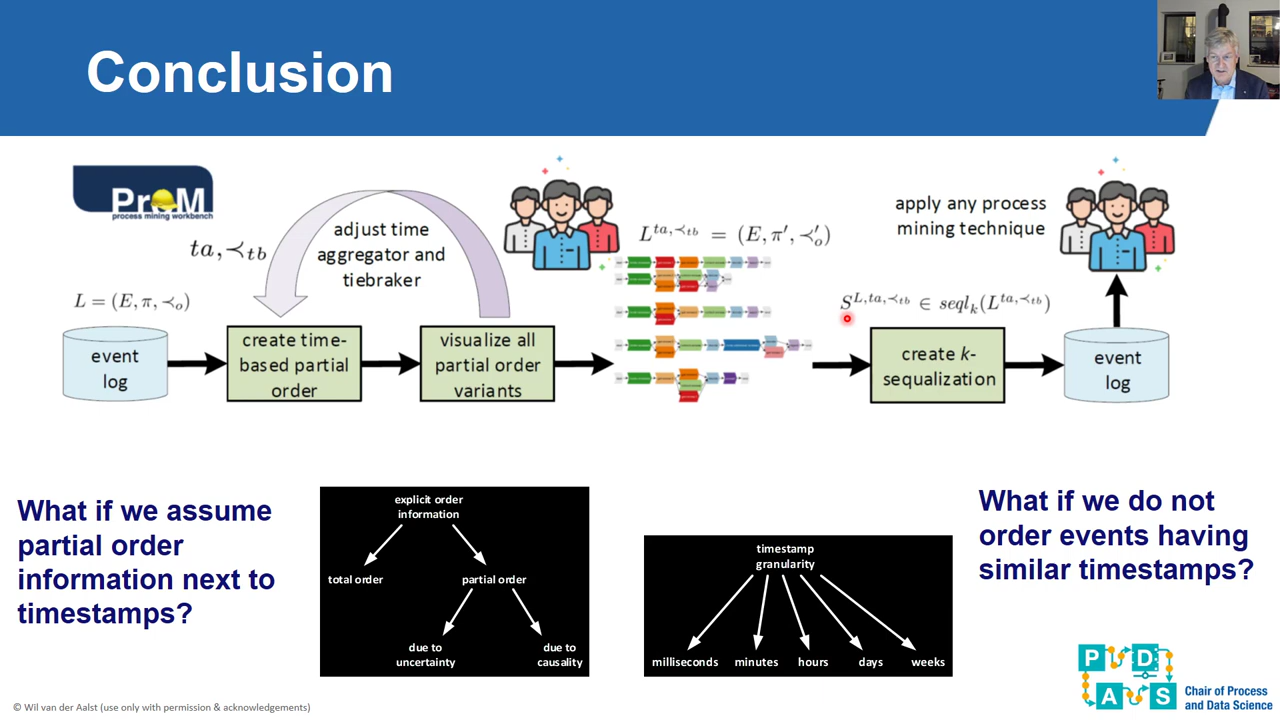 Conclusion
PrOM
process mining workbench
ta, ≺tb
adjust time
aggregator and
tiebraker
L = (E, π, ≺o)
event
log
create time-
based partial
order
visualize all
partial order
variants
L^{ta,≺tb} = (E, π′, ≺′o)
apply any process
mining technique
S^{L,ta,≺tb} ∈ seql_k(L^{ta,≺tb})
create k-
sequalization
event
log
What if we assume
partial order
information next to
timestamps?
explicit order
information
total order
partial order
due to
uncertainty
due to
causality
timestamp
granularity
milliseconds
minutes
hours
days
weeks
What if we do not
order events having
similar timestamps?
P D
A S
Chair of Process
and Data Science
© Wil van der Aalst (use only with permission & acknowledgements)